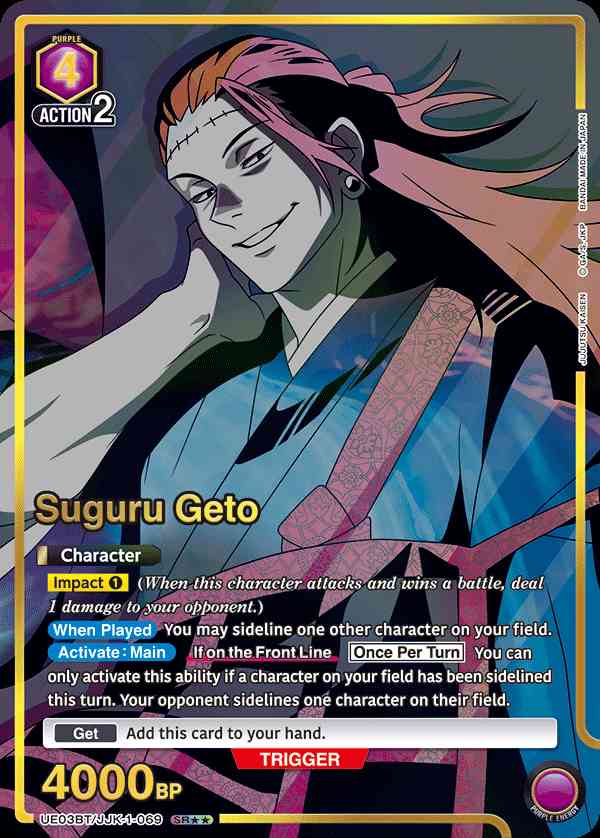 PURPLE
4
ACTION2
BANDAI MADE IN JAPAN
© GA/S,JKP
JUJUTSU KAISEN
Suguru Geto
Character
Impact ❶ (When this character attacks and wins a battle, deal
1 damage to your opponent.)
When Played You may sideline one other character on your field.
Activate: Main If on the Front Line Once Per Turn You can
only activate this ability if a character on your field has been sidelined
this turn. Your opponent sidelines one character on their field.
Get Add this card to your hand.
TRIGGER
4000BP
UE03BT/JJK-1-069 SR★★
PURPLE ENERGY